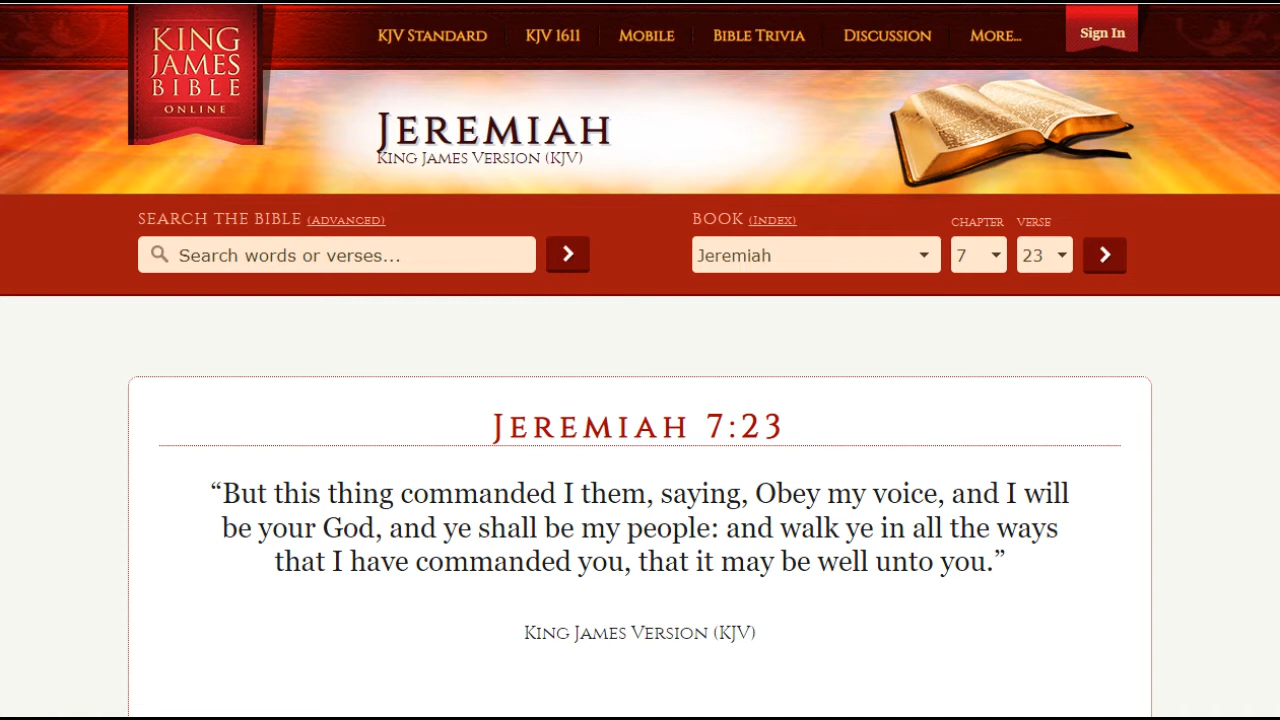 KING
JAMES
BIBLE
ONLINE
KJV STANDARD
KJV 1611
MOBILE
BIBLE TRIVIA
DISCUSSION
MORE...
Sign In
JEREMIAH
KING JAMES VERSION (KJV)
SEARCH THE BIBLE (ADVANCED)
Search words or verses...
BOOK (INDEX)
CHAPTER
VERSE
Jeremiah
7
23
JEREMIAH 7:23
“But this thing commanded I them, saying, Obey my voice, and I will
be your God, and ye shall be my people: and walk ye in all the ways
that I have commanded you, that it may be well unto you.”
KING JAMES VERSION (KJV)